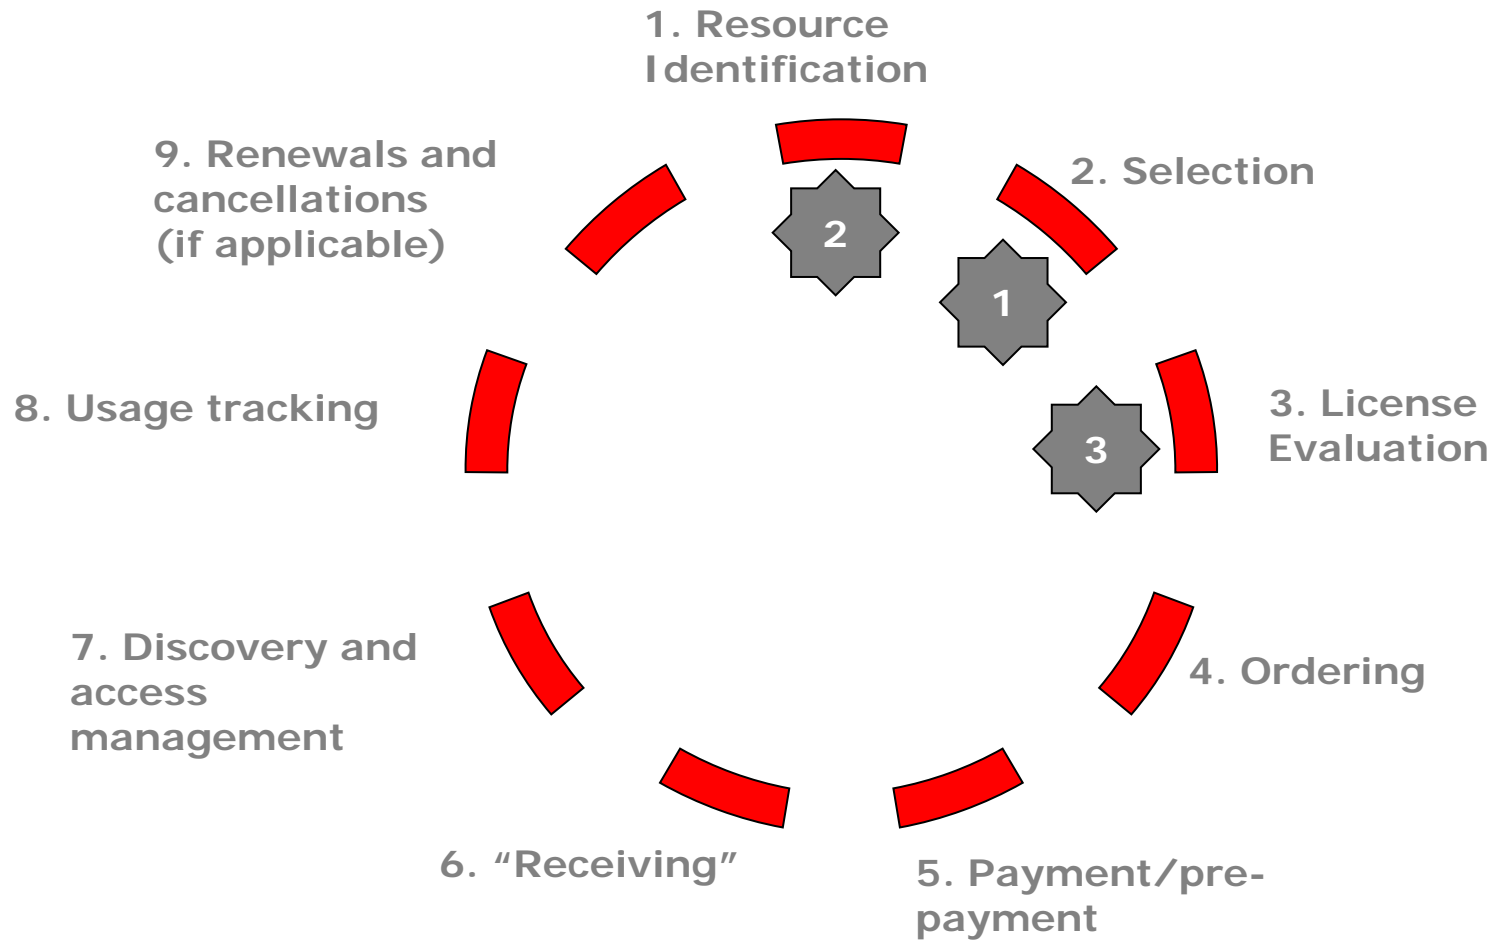 1. Resource
Identification
2. Selection
3. License
Evaluation
4. Ordering
5. Payment/pre-
payment
6. “Receiving”
7. Discovery and
access
management
8. Usage tracking
9. Renewals and
cancellations
(if applicable)
2
1
3